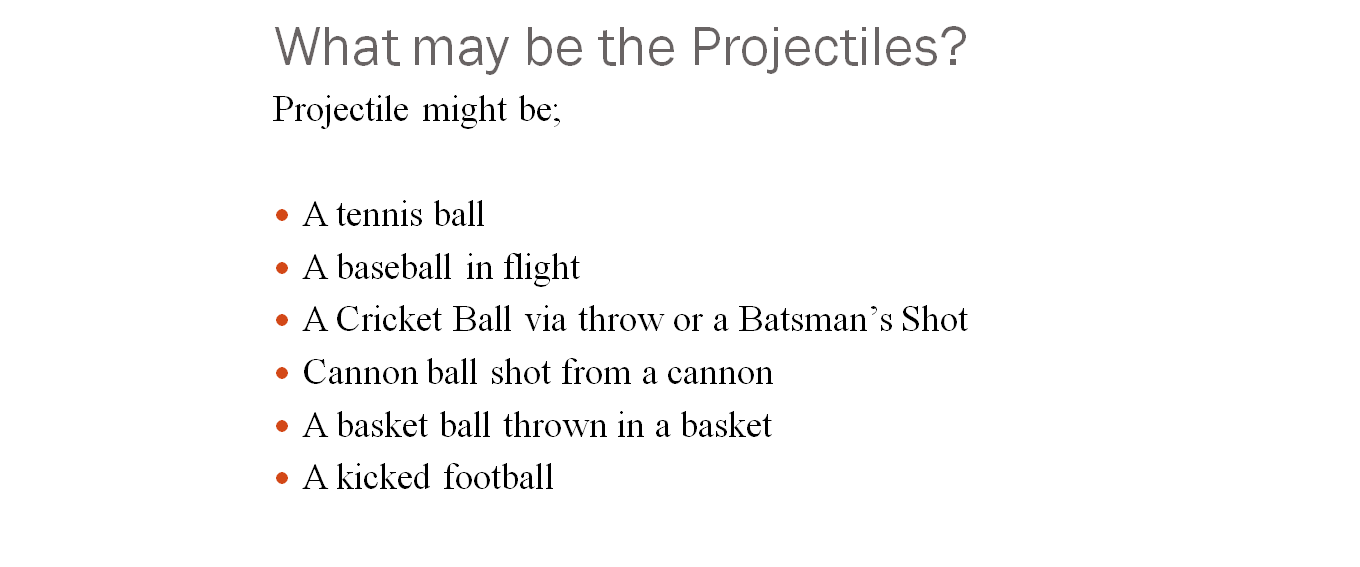 What may be the Projectiles?
Projectile might be;
• A tennis ball
• A baseball in flight
• A Cricket Ball via throw or a Batsman’s Shot
• Cannon ball shot from a cannon
• A basket ball thrown in a basket
• A kicked football